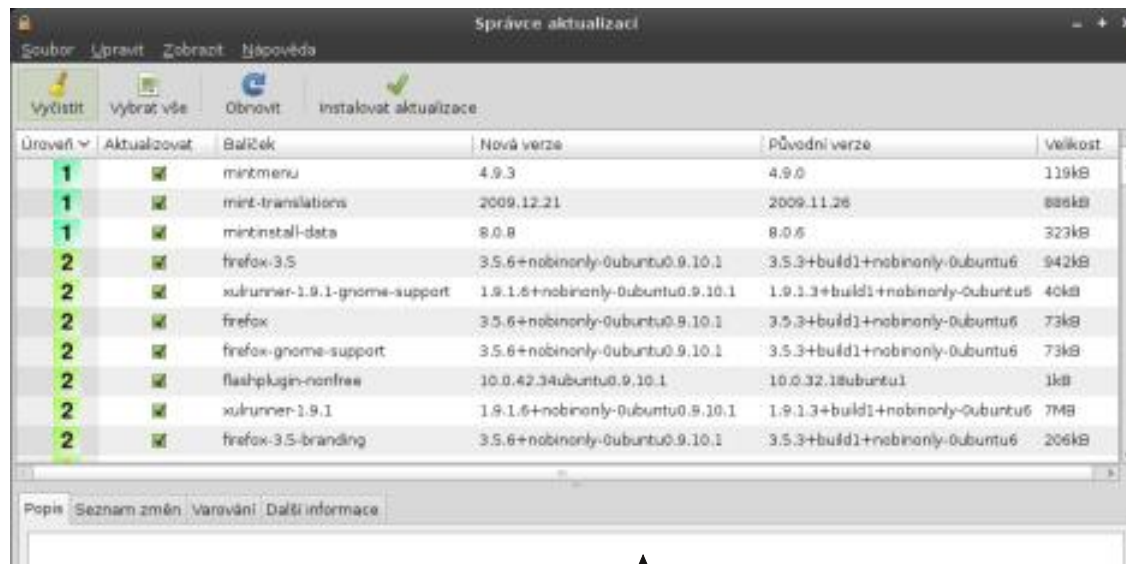 Správce aktualizací
Soubor Upravit Zobrazit Nápověda
Vyčistit Vybrat vše Obnovit Instalovat aktualizace
Úroveň Aktualizovat Balíček Nová verze Původní verze Velikost
1 mintmenu 4.9.3 4.9.0 119kB
1 mint-translations 2009.12.21 2009.11.26 886kB
1 mintinstall-data 8.0.8 8.0.6 323kB
2 firefox-3.5 3.5.6+nobinonly-0ubuntu0.9.10.1 3.5.3+build1+nobinonly-0ubuntu6 942kB
2 xulrunner-1.9.1-gnome-support 1.9.1.6+nobinonly-0ubuntu0.9.10.1 1.9.1.3+build1+nobinonly-0ubuntu6 40kB
2 firefox 3.5.6+nobinonly-0ubuntu0.9.10.1 3.5.3+build1+nobinonly-0ubuntu6 73kB
2 firefox-gnome-support 3.5.6+nobinonly-0ubuntu0.9.10.1 3.5.3+build1+nobinonly-0ubuntu6 73kB
2 flashplugin-nonfree 10.0.42.34ubuntu0.9.10.1 10.0.32.18ubuntu1 1kB
2 xulrunner-1.9.1 1.9.1.6+nobinonly-0ubuntu0.9.10.1 1.9.1.3+build1+nobinonly-0ubuntu6 7MB
2 firefox-3.5-branding 3.5.6+nobinonly-0ubuntu0.9.10.1 3.5.3+build1+nobinonly-0ubuntu6 206kB
Popis Seznam změn Varování Další informace